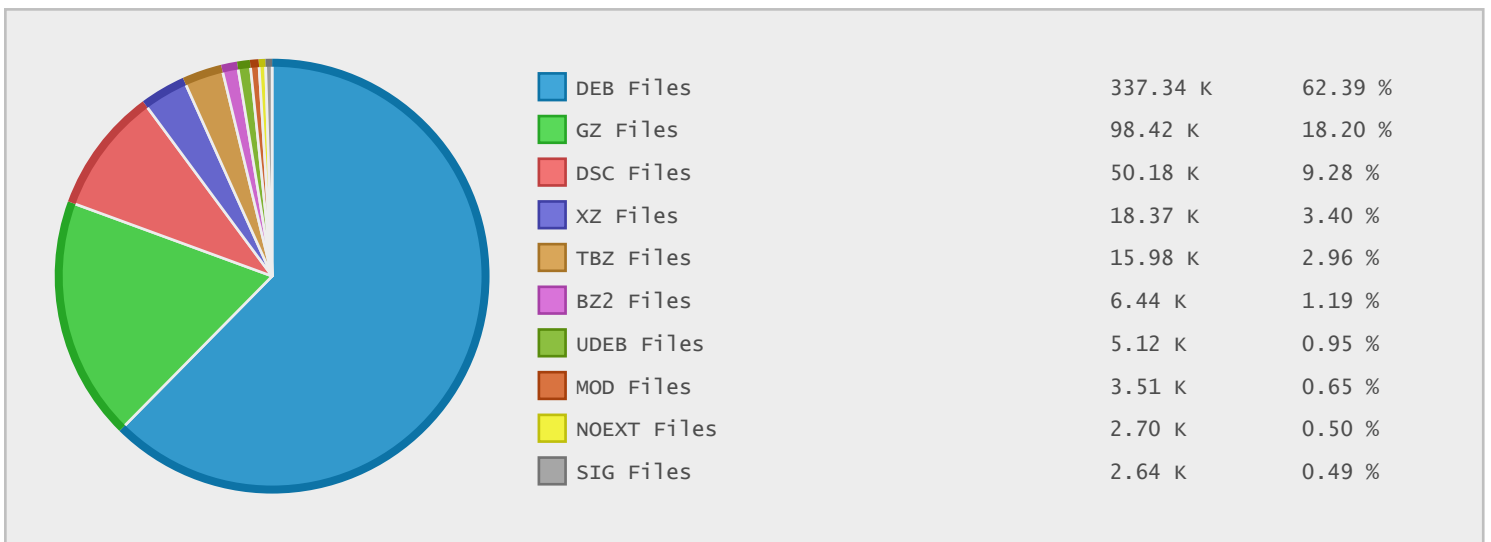 DEB Files 337.34 K 62.39 %
GZ Files 98.42 K 18.20 %
DSC Files 50.18 K 9.28 %
XZ Files 18.37 K 3.40 %
TBZ Files 15.98 K 2.96 %
BZ2 Files 6.44 K 1.19 %
UDEB Files 5.12 K 0.95 %
MOD Files 3.51 K 0.65 %
NOEXT Files 2.70 K 0.50 %
SIG Files 2.64 K 0.49 %